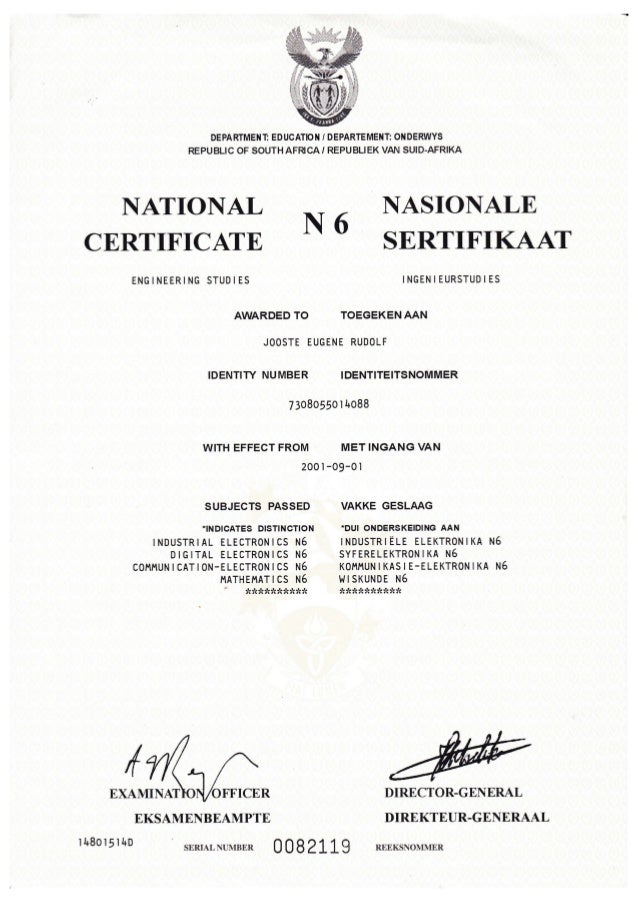 DEPARTMENT: EDUCATION / DEPARTEMENT: ONDERWYS
REPUBLIC OF SOUTH AFRICA / REPUBLIEK VAN SUID-AFRIKA
NATIONAL CERTIFICATE N 6 NASIONALE SERTIFIKAAT
ENGINEERING STUDIES INGENIEURSTUDIES
AWARDED TO TOEGEKEN AAN
JOOSTE EUGENE RUDOLF
IDENTITY NUMBER IDENTITEITSNOMMER
7308055014088
WITH EFFECT FROM MET INGANG VAN
2001-09-01
SUBJECTS PASSED VAKKE GESLAAG
*INDICATES DISTINCTION *DUI ONDERSKEIDING AAN
INDUSTRIAL ELECTRONICS N6 INDUSTRIËLE ELEKTRONIKA N6
DIGITAL ELECTRONICS N6 SYFERELEKTRONIKA N6
COMMUNICATION-ELECTRONICS N6 KOMMUNIKASIE-ELEKTRONIKA N6
MATHEMATICS N6 WISKUNDE N6
********** **********
EXAMINATION OFFICER DIRECTOR-GENERAL
EKSAMENBEAMPTE DIREKTEUR-GENERAAL
14801514D SERIAL NUMBER 0082119 REEKSNOMMER